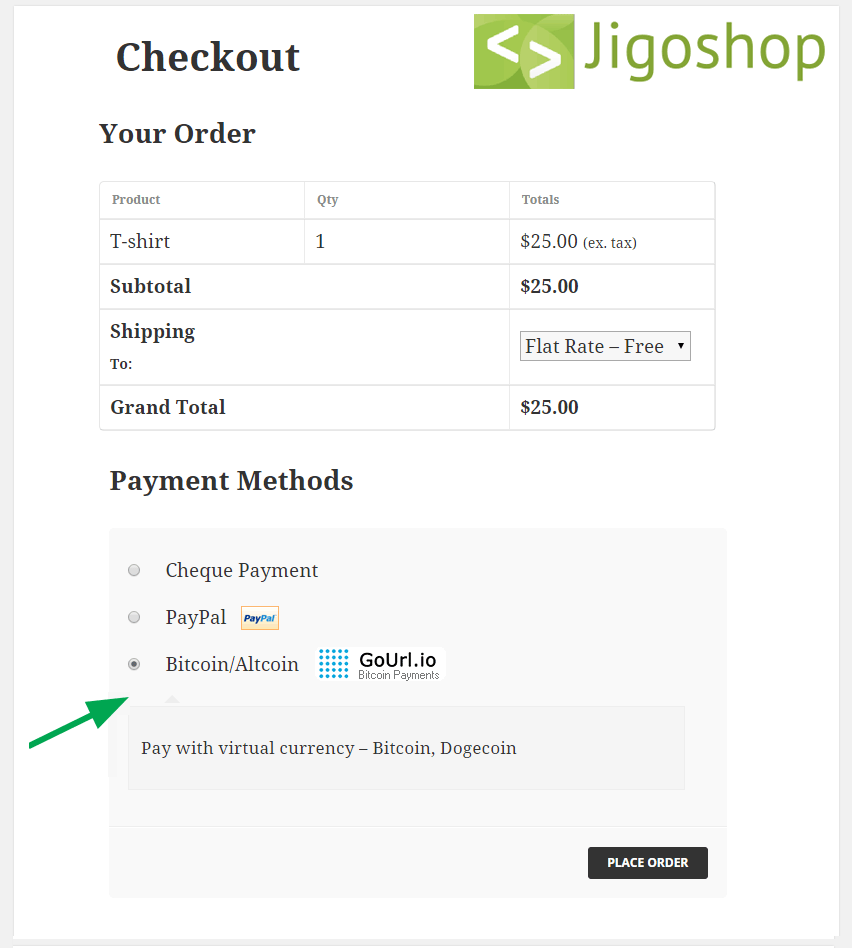 Checkout
Jigoshop
Your Order
Product Qty Totals
T-shirt 1 $25.00 (ex. tax)
Subtotal $25.00
Shipping
To:
Flat Rate – Free
Grand Total $25.00
Payment Methods
Cheque Payment
PayPal PayPal
Bitcoin/Altcoin GoUrl.io
Bitcoin Payments
Pay with virtual currency – Bitcoin, Dogecoin
PLACE ORDER